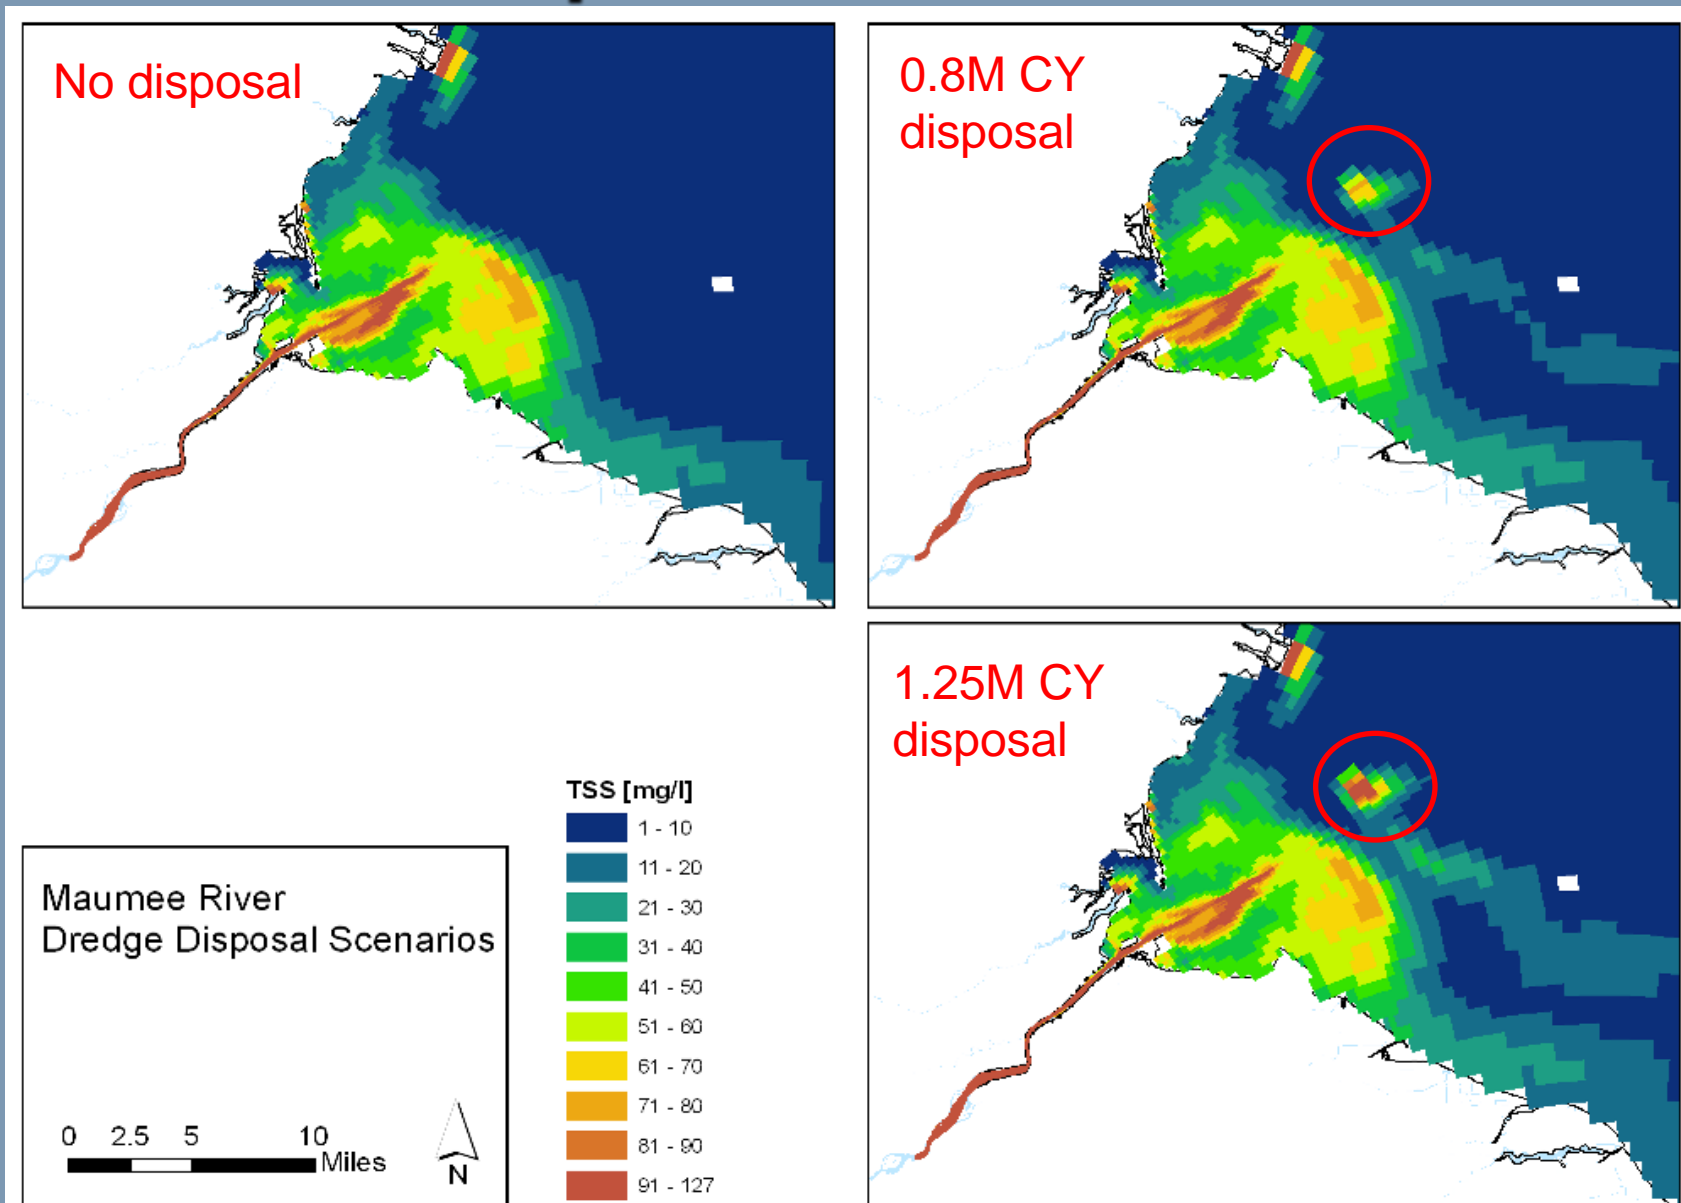 No disposal
0.8M CY
disposal
1.25M CY
disposal
TSS [mg/l]
1 - 10
11 - 20
21 - 30
31 - 40
41 - 50
51 - 60
61 - 70
71 - 80
81 - 90
91 - 127
Maumee River
Dredge Disposal Scenarios
0 2.5 5 10
Miles
N